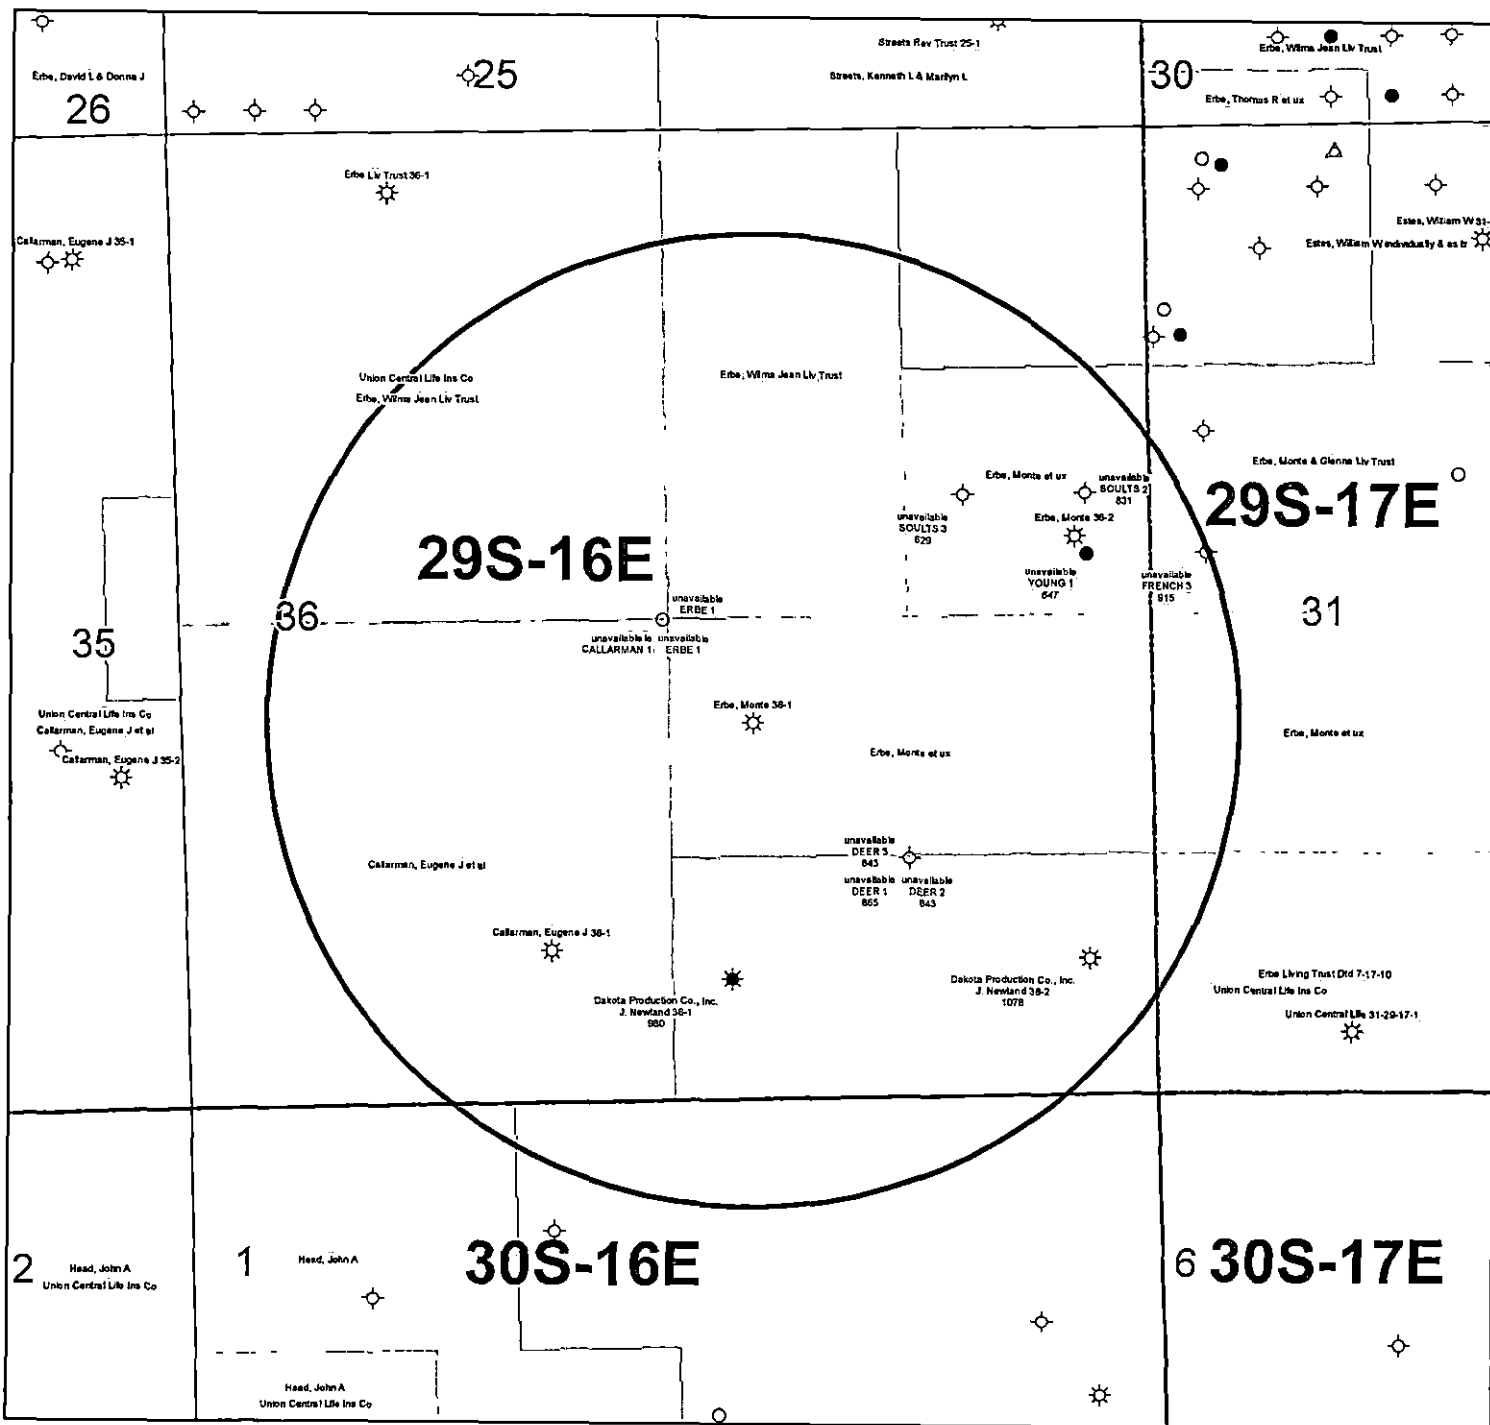 Streets Rev Trust 25-1
Erbe, Wilma Jean Liv Trust
Erbe, David L & Donna J
25
Streets, Kenneth L & Marilyn L
30
26
Erbe, Thomas R et ux
Erbe Liv Trust 36-1
Callarman, Eugene J 35-1
Estes, William W 31-
Estes, William W individually & as tr
Union Central Life Ins Co
Erbe, Wilma Jean Liv Trust
Erbe, Wilma Jean Liv Trust
Erbe, Monte & Glenna Liv Trust
Erbe, Monte et ux
unavailable
SOULTS 2
831
29S-17E
unavailable
SOULTS 3
829
Erbe, Monte 36-2
29S-16E
unavailable
YOUNG 1
647
unavailable
FRENCH 3
815
unavailable
ERBE 1
36
31
35
unavailable
CALLARMAN 1
unavailable
ERBE 1
Union Central Life Ins Co
Callarman, Eugene J et al
Callarman, Eugene J 35-2
Erbe, Monte 36-1
Erbe, Monte et ux
Erbe, Monte et ux
unavailable
DEER 3
843
Callarman, Eugene J et al
unavailable
DEER 1
865
unavailable
DEER 2
843
Callarman, Eugene J 36-1
Dakota Production Co., Inc.
J. Newland 36-1
980
Dakota Production Co., Inc.
J. Newland 36-2
1078
Erbe Living Trust Dtd 7-17-10
Union Central Life Ins Co
Union Central Life 31-29-17-1
2
Head, John A
Union Central Life Ins Co
1
Head, John A
30S-16E
6
30S-17E
Head, John A
Union Central Life Ins Co